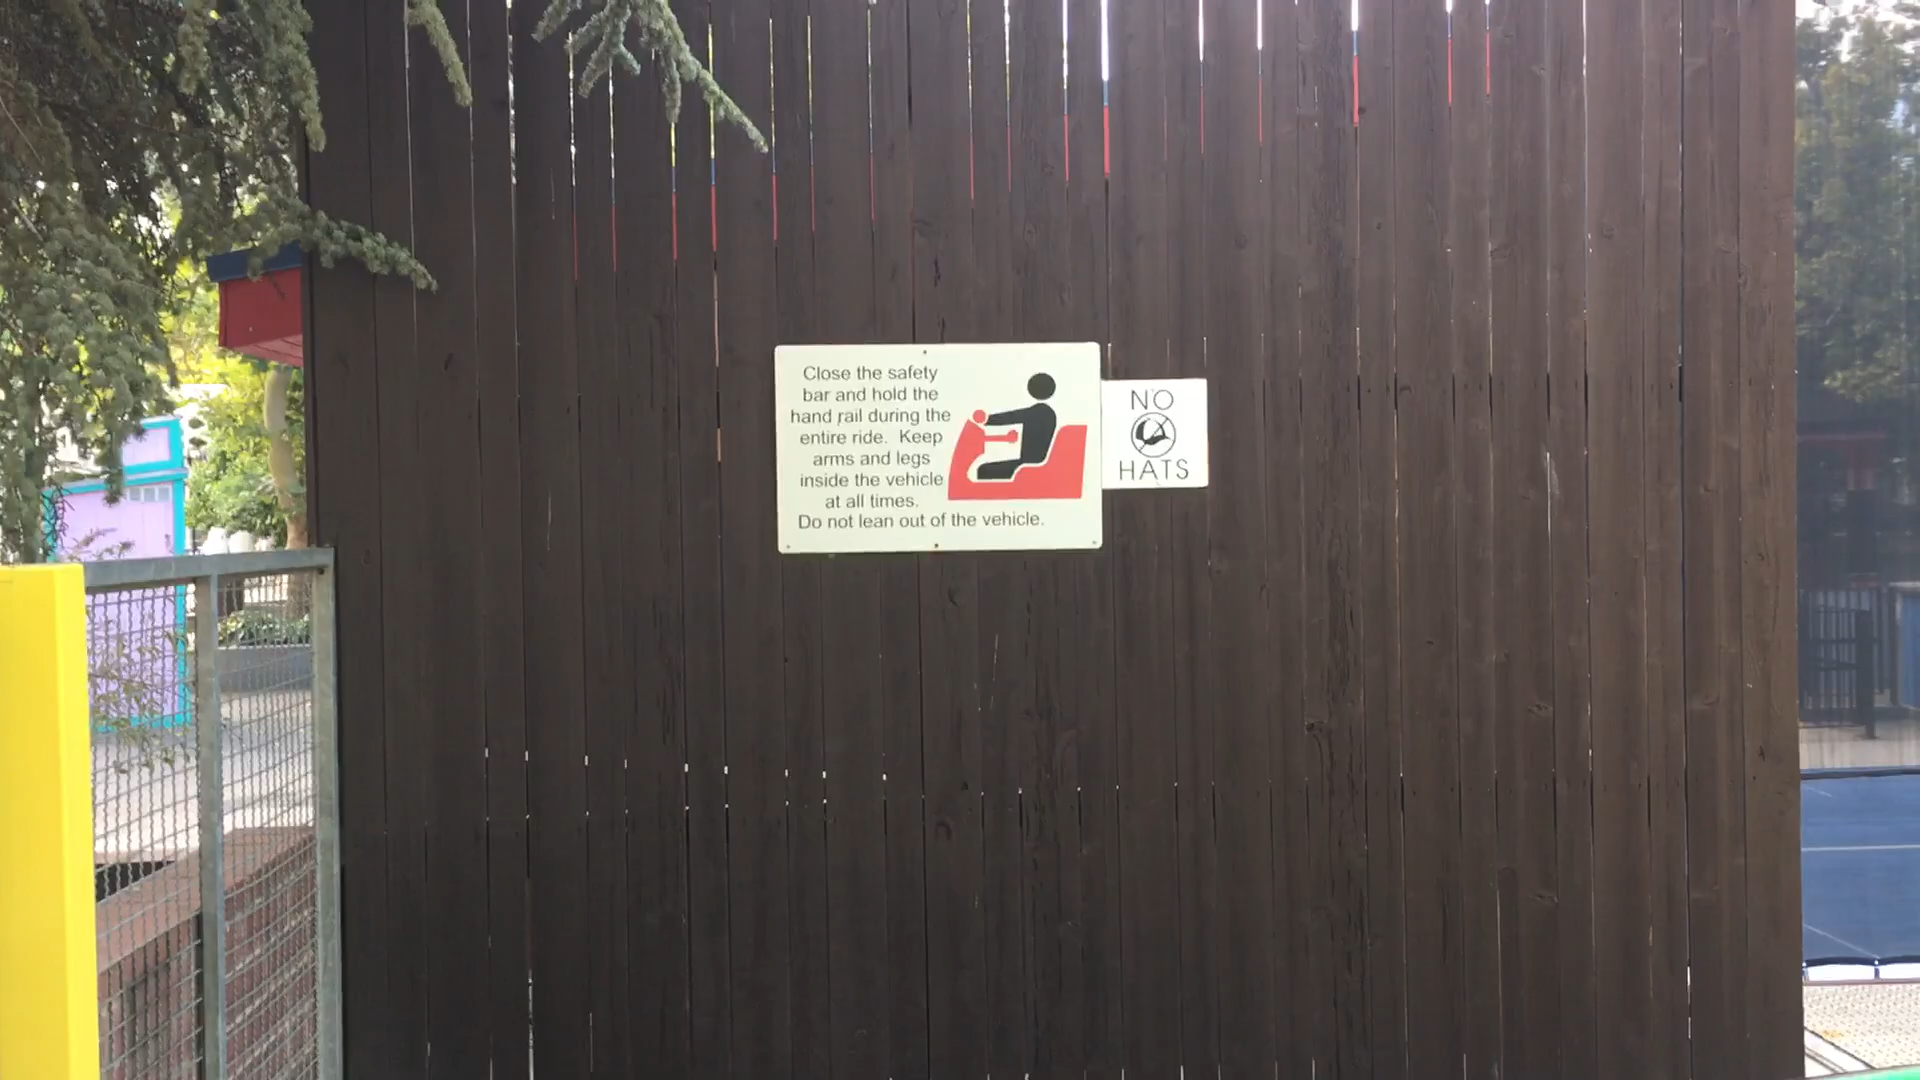 Close the safety
bar and hold the
hand rail during the
entire ride. Keep
arms and legs
inside the vehicle
at all times.
Do not lean out of the vehicle.
NO
HATS